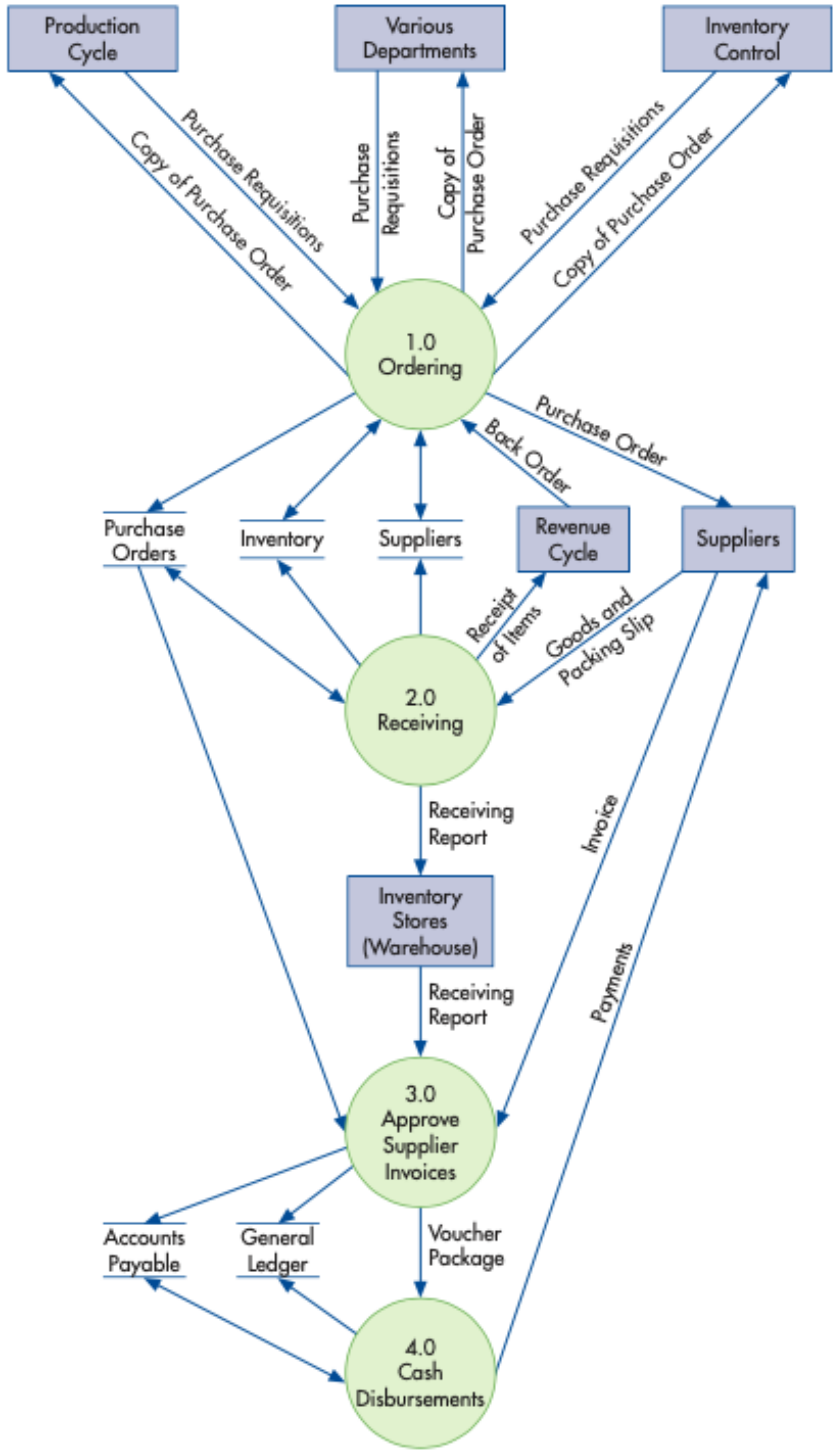 Production
Cycle
Various
Departments
Inventory
Control
Purchase Requisitions
Copy of Purchase Order
Purchase
Requisitions
Copy of
Purchase Order
Purchase Requisitions
Copy of Purchase Order
1.0
Ordering
Purchase Order
Back Order
Purchase
Orders
Inventory
Suppliers
Revenue
Cycle
Suppliers
Receipt
of Items
Goods and
Packing Slip
2.0
Receiving
Receiving
Report
Invoice
Inventory
Stores
(Warehouse)
Payments
Receiving
Report
3.0
Approve
Supplier
Invoices
Accounts
Payable
General
Ledger
Voucher
Package
4.0
Cash
Disbursements